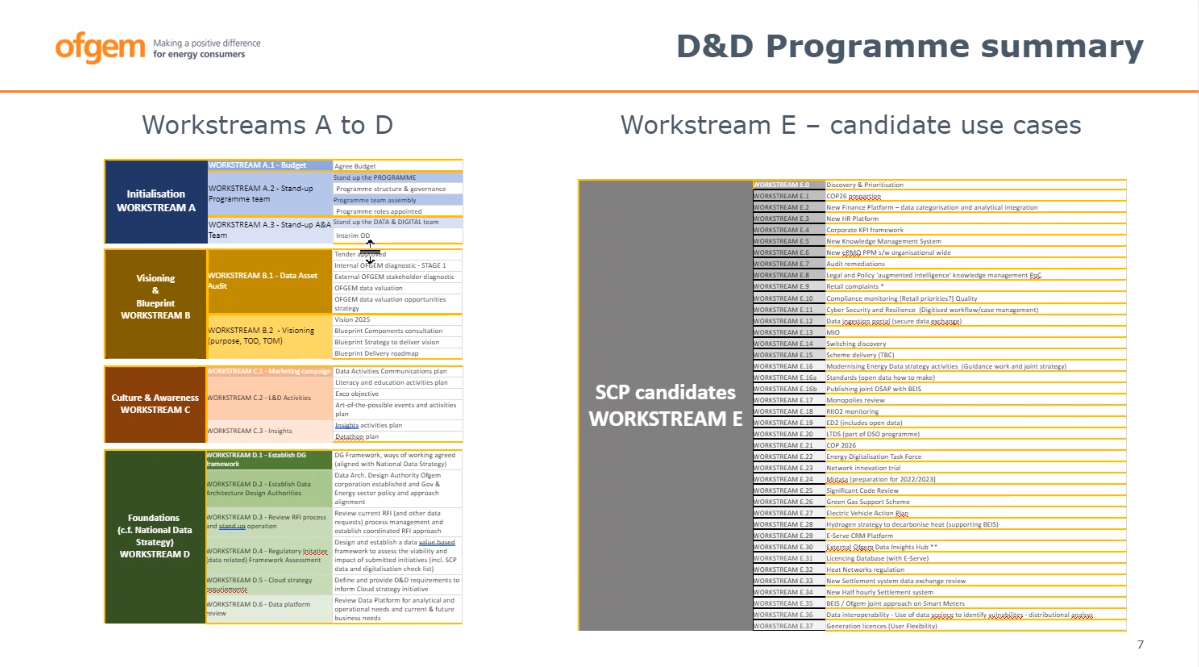 ofgem
Making a positive difference
for energy consumers
D&D Programme summary
Workstreams A to D
Initialisation
WORKSTREAM A
WORKSTREAM A.1 - Budget
Agree Budget
WORKSTREAM A.2 - Stand-up
Programme team
Stand up the PROGRAMME
Programme structure & governance
Programme team assembly
Programme roles appointed
WORKSTREAM A.3 - Stand-up A&A
Team
Stand up the DATA & DIGITAL team
Interim OD
Visioning
&
Blueprint
WORKSTREAM B
WORKSTREAM B.1 - Data Asset
Audit
Tender approved
Internal OFGEM diagnostic - STAGE 1
External OFGEM stakeholder diagnostic
OFGEM data valuation
OFGEM data valuation opportunities
strategy
WORKSTREAM B.2 - Visioning
(purpose, TOD, TOM)
Vision 2025
Blueprint Components consultation
Blueprint Strategy to deliver vision
Blueprint Delivery roadmap
Culture & Awareness
WORKSTREAM C
WORKSTREAM C.1 - Marketing campaign
Data Activities Communications plan
WORKSTREAM C.2 - L&D Activities
Literacy and education activities plan
Exco objective
Art-of-the-possible events and activities
plan
WORKSTREAM C.3 - Insights
Insights activities plan
Datathon plan
Foundations
(c.f. National Data
Strategy)
WORKSTREAM D
WORKSTREAM D.1 - Establish DG
Framework
DG Framework, ways of working agreed
(aligned with National Data Strategy)
WORKSTREAM D.2 - Establish Data
Architecture Design Authorities
Data Arch. Design Authority Ofgem
corporation established and Gov &
Energy sector policy and approach
alignment
WORKSTREAM D.3 - Review RFI process
and stand up operation
Review current RFI (and other data
requests) process management and
establish coordinated RFI approach
WORKSTREAM D.4 - Regulatory Initiative
(data related) Framework Assessment
Design and establish a data value based
framework to assess the viability and
impact of submitted initiatives (incl. SCP
data and digitalisation check list)
WORKSTREAM D.5 - Cloud strategy
requirements
Define and provide D&D requirements to
inform Cloud strategy initiative
WORKSTREAM D.6 - Data platform
review
Review Data Platform for analytical and
operational needs and current & future
business needs
Workstream E – candidate use cases
SCP candidates
WORKSTREAM E
WORKSTREAM E.0 Discovery & Prioritisation
WORKSTREAM E.1 COP26 preparation
WORKSTREAM E.2 New Finance Platform – data categorisation and analytical integration
WORKSTREAM E.3 New HR Platform
WORKSTREAM E.4 Corporate KPI framework
WORKSTREAM E.5 New Knowledge Management System
WORKSTREAM E.6 New ePMO PPM s/w organisational wide
WORKSTREAM E.7 Audit remediations
WORKSTREAM E.8 Legal and Policy 'augmented intelligence' knowledge management PoC
WORKSTREAM E.9 Retail complaints *
WORKSTREAM E.10 Compliance monitoring [Retail priorities?] Quality
WORKSTREAM E.11 Cyber Security and Resilience (Digitised workflow/case management)
WORKSTREAM E.12 Data ingestion portal (secure data exchange)
WORKSTREAM E.13 MIO
WORKSTREAM E.14 Switching discovery
WORKSTREAM E.15 Scheme delivery (TBC)
WORKSTREAM E.16 Modernising Energy Data strategy activities (Guidance work and joint strategy)
WORKSTREAM E.16a Standards (open data how to make)
WORKSTREAM E.16b Publishing joint DSAP with BEIS
WORKSTREAM E.17 Monopolies review
WORKSTREAM E.18 RIIO2 monitoring
WORKSTREAM E.19 ED2 (includes open data)
WORKSTREAM E.20 LTDS (part of DSO programme)
WORKSTREAM E.21 COP 2026
WORKSTREAM E.22 Energy Digitalisation Task Force
WORKSTREAM E.23 Network innovation trial
WORKSTREAM E.24 Midata [preparation for 2022/2023]
WORKSTREAM E.25 Significant Code Review
WORKSTREAM E.26 Green Gas Support Scheme
WORKSTREAM E.27 Electric Vehicle Action Plan
WORKSTREAM E.28 Hydrogen strategy to decarbonise heat (supporting BEIS)
WORKSTREAM E.29 E-Serve CRM Platform
WORKSTREAM E.30 External Ofgem Data Insights Hub **
WORKSTREAM E.31 Licencing Database (with E-Serve)
WORKSTREAM E.32 Heat Networks regulation
WORKSTREAM E.33 New Settlement system data exchange review
WORKSTREAM E.34 New Half hourly Settlement system
WORKSTREAM E.35 BEIS / Ofgem joint approach on Smart Meters
WORKSTREAM E.36 Data interoperability - Use of data science to identify vulnabilites - distributional analysis
WORKSTREAM E.37 Generation licences (User Flexibility)
7